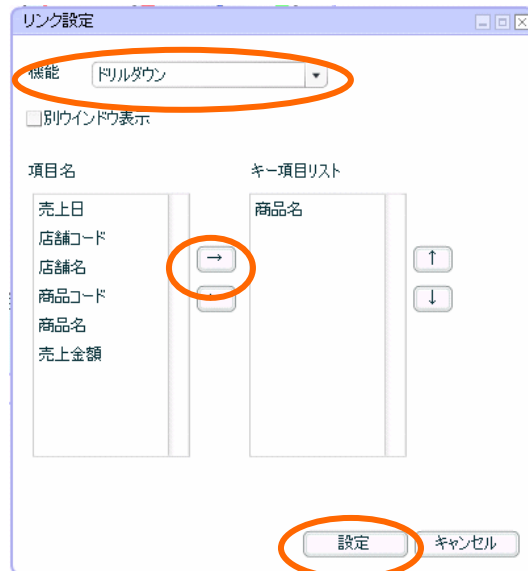 リンク設定
機能 ドリルダウン
別ウインドウ表示
項目名 キー項目リスト
売上日 商品名
店舗コード
→ ↑
店舗名
商品コード
↓
商品名
売上金額
設定 キャンセル